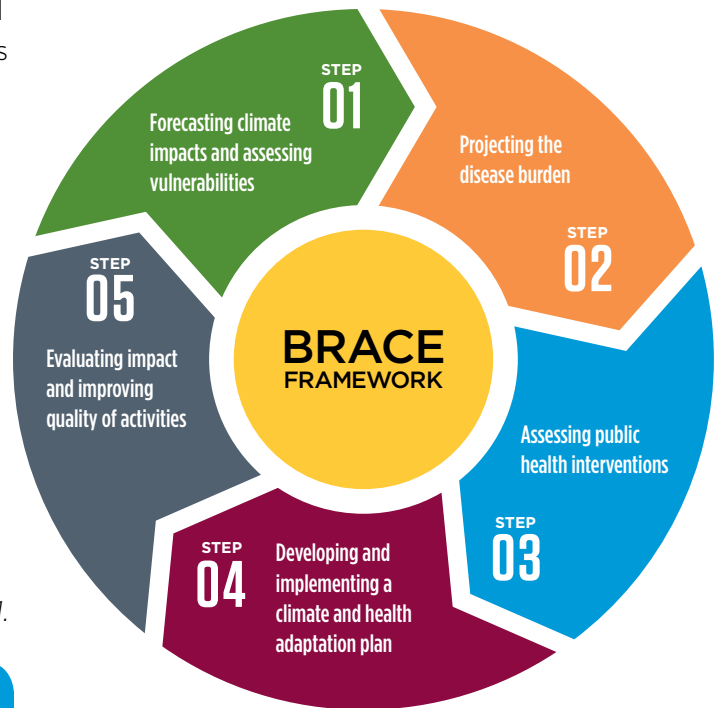 STEP
01
Forecasting climate
impacts and assessing
vulnerabilities
Projecting the
disease burden
STEP
02
Assessing public
health interventions
STEP
03
STEP
04
Developing and
implementing a
climate and health
adaptation plan
STEP
05
Evaluating impact
and improving
quality of activities
BRACE
FRAMEWORK